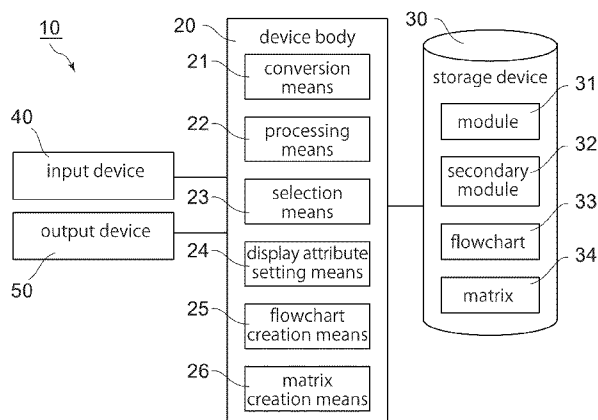 10
20
device body
21
conversion
means
22
processing
means
23
selection
means
24
display attribute
setting means
25
flowchart
creation means
26
matrix
creation means
40
input device
output device
50
30
storage device
31
module
32
secondary
module
33
flowchart
34
matrix